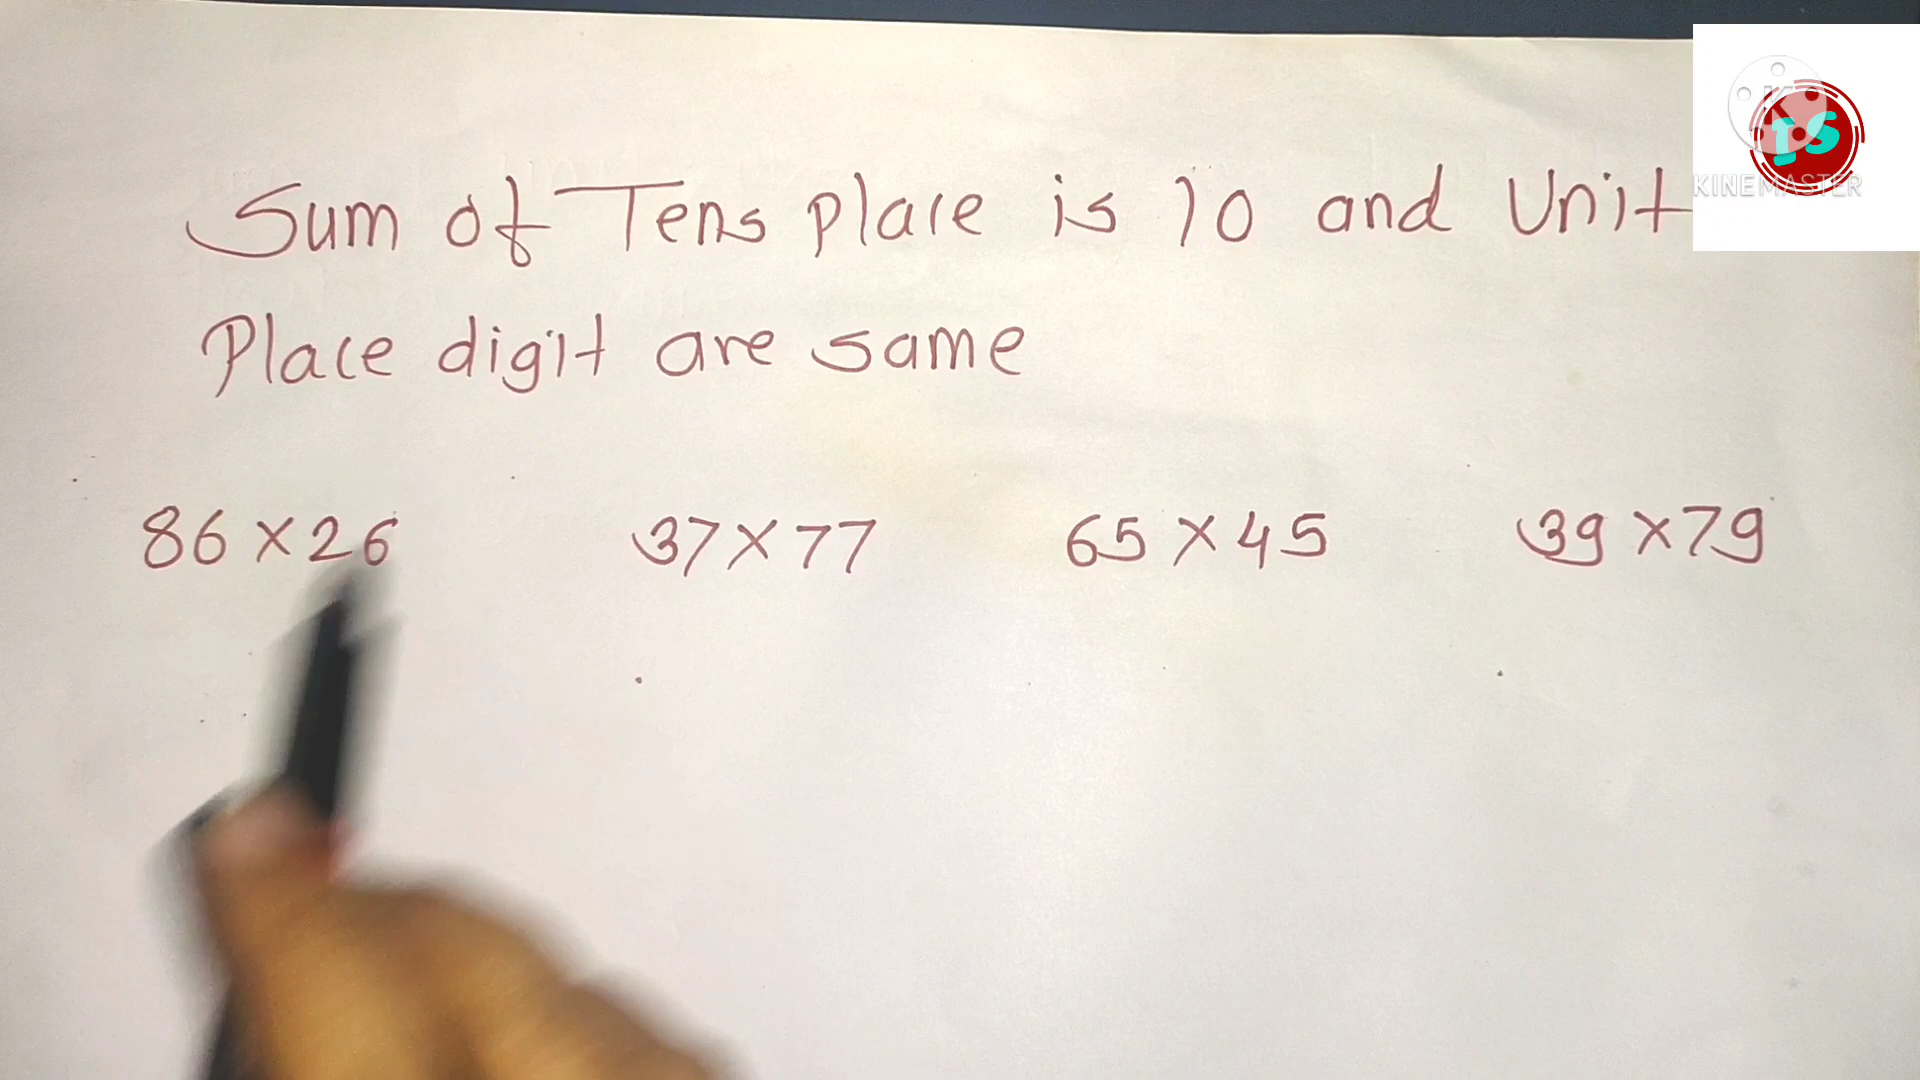 Sum of Tens place is 10 and Unit
Place digit are same
86 × 26 37 × 77 65 × 45 39 × 79
KINEMASTER